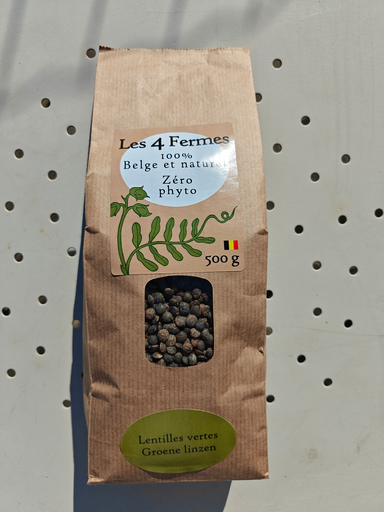 Les 4 Fermes
100%
Belge et naturel
Zéro
phyto
500 g
Lentilles vertes
Groene linzen